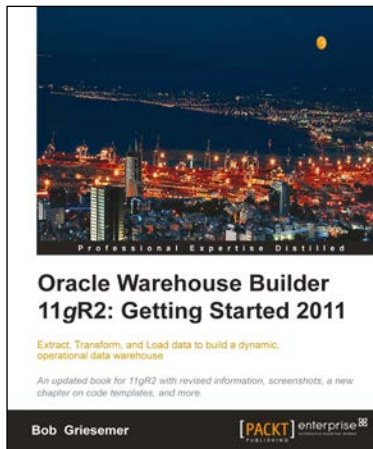 Professional Expertise Distilled
Oracle Warehouse Builder
11gR2: Getting Started 2011
Extract, Transform, and Load data to build a dynamic,
operational data warehouse
An updated book for 11gR2 with revised information, screenshots, a new
chapter on code templates, and more.
Bob Griesemer
[PACKT] enterprise
PUBLISHING